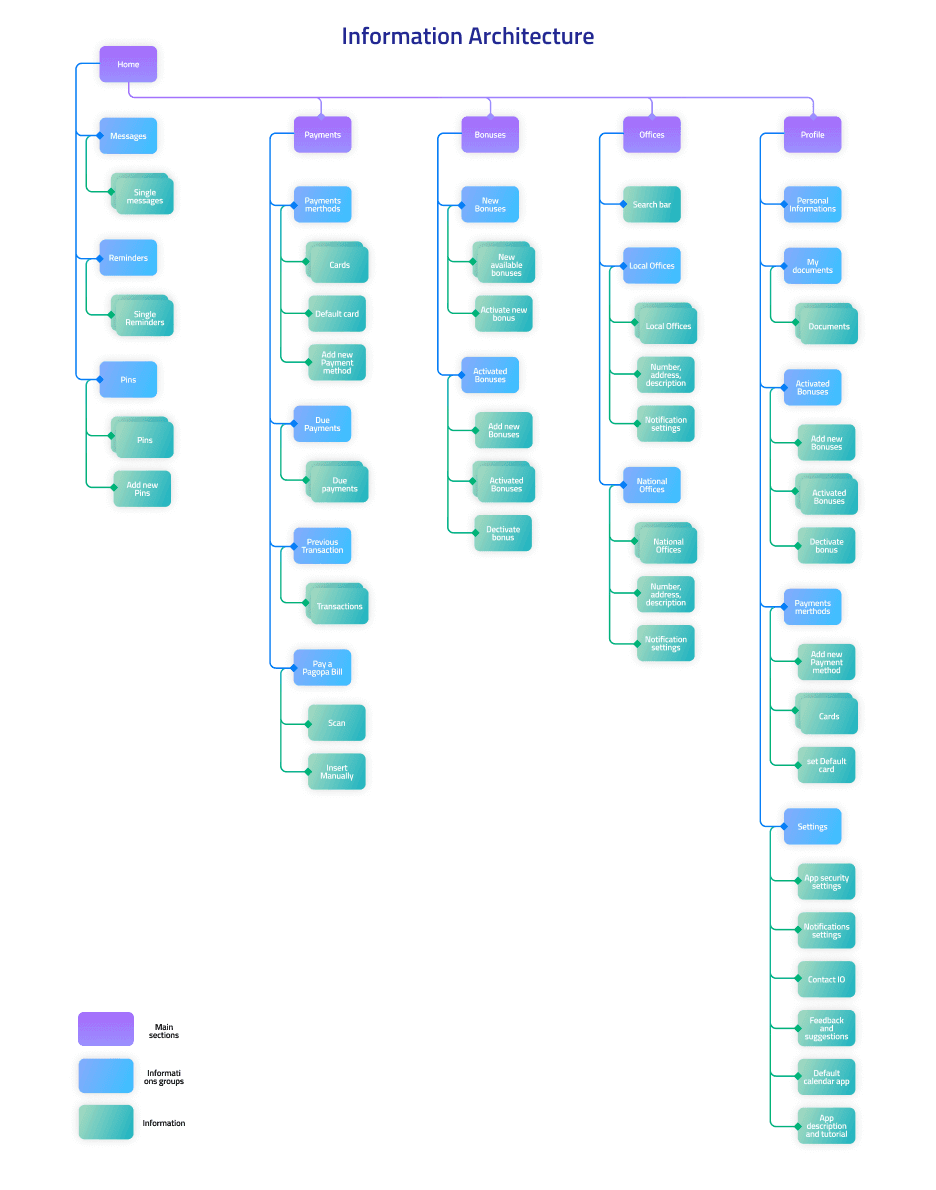 Information Architecture
Home
Messages
Single
messages
Reminders
Single
Reminders
Pins
Pins
Add new
Pins
Payments
Payments
merthods
Cards
Default card
Add new
Payment
method
Due
Payments
Due
payments
Previous
Transaction
Transactions
Pay a
Pagopa Bill
Scan
Insert
Manually
Bonuses
New
Bonuses
New
available
bonuses
Activate new
bonus
Activated
Bonuses
Add new
Bonuses
Activated
Bonuses
Dectivate
bonus
Offices
Search bar
Local Offices
Local Offices
Number,
address,
description
Notification
settings
National
Offices
National
Offices
Number,
address,
description
Notification
settings
Profile
Personal
Informations
My
documents
Documents
Activated
Bonuses
Add new
Bonuses
Activated
Bonuses
Dectivate
bonus
Payments
merthods
Add new
Payment
method
Cards
set Default
card
Settings
App security
settings
Notifications
settings
Contact IO
Feedback
and
suggestions
Default
calendar app
App
description
and tutorial
Main
sections
Informati
ons groups
Information